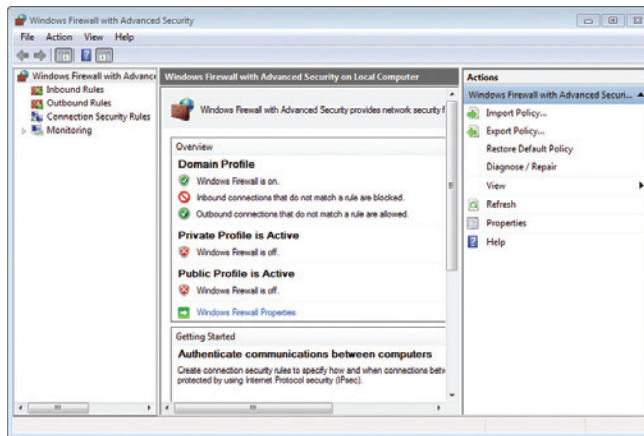 Windows Firewall with Advanced Security
File Action View Help
Windows Firewall with Advance
Inbound Rules
Outbound Rules
Connection Security Rules
Monitoring
Windows Firewall with Advanced Security on Local Computer
Windows Firewall with Advanced Security provides network security f
Overview
Domain Profile
Windows Firewall is on.
Inbound connections that do not match a rule are blocked.
Outbound connections that do not match a rule are allowed.
Private Profile is Active
Windows Firewall is off.
Public Profile is Active
Windows Firewall is off.
Windows Firewall Properties
Getting Started
Authenticate communications between computers
Create connection security rules to specify how and when connections betw
protected by using Internet Protocol security (IPsec).
Actions
Windows Firewall with Advanced Securi...
Import Policy...
Export Policy...
Restore Default Policy
Diagnose / Repair
View
Refresh
Properties
Help